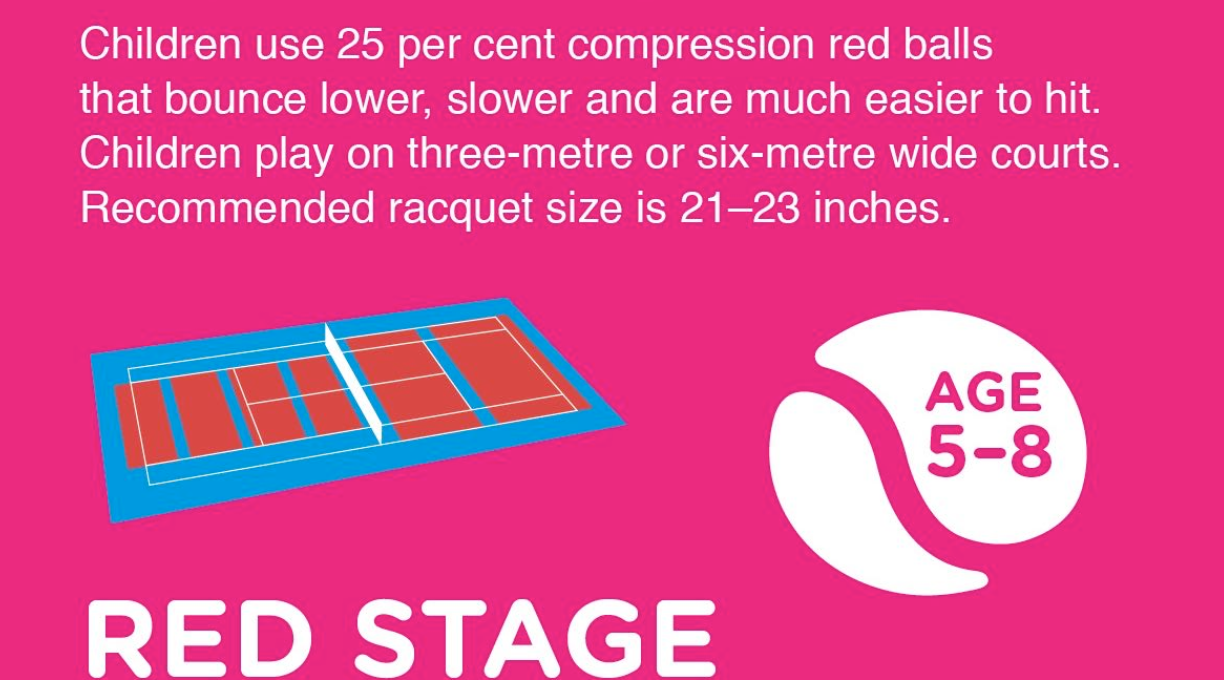 Children use 25 per cent compression red balls
that bounce lower, slower and are much easier to hit.
Children play on three-metre or six-metre wide courts.
Recommended racquet size is 21–23 inches.
AGE
5–8
RED STAGE